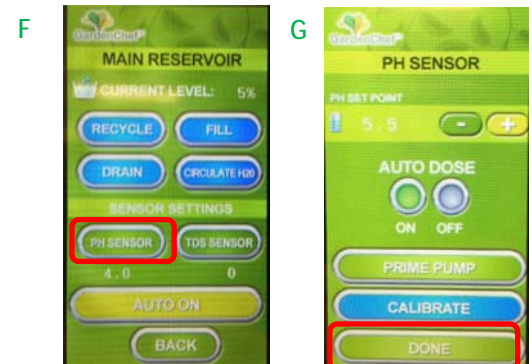 F
GardenChef
MAIN RESERVOIR
CURRENT LEVEL: 5%
RECYCLE FILL
DRAIN CIRCULATE H2O
SENSOR SETTINGS
PH SENSOR TDS SENSOR
4.0 0
AUTO ON
BACK
G
GardenChef
PH SENSOR
PH SET POINT
5.5 - +
AUTO DOSE
ON OFF
PRIME PUMP
CALIBRATE
DONE